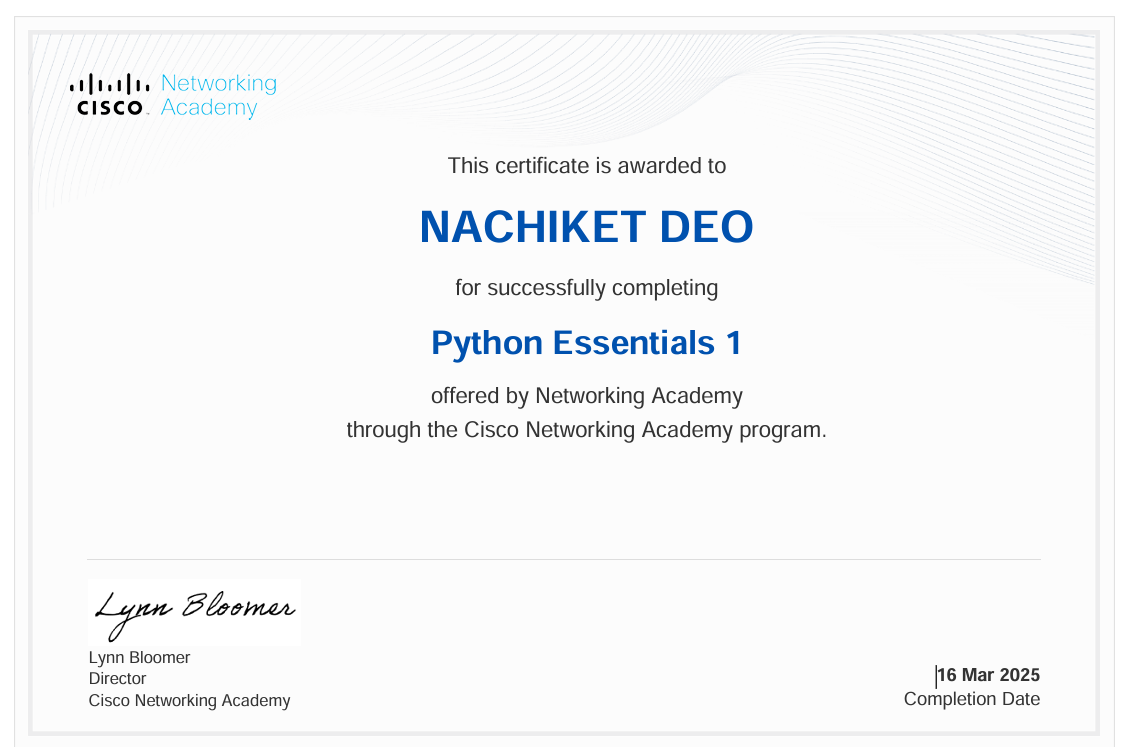 CISCO Networking
Academy
This certificate is awarded to
NACHIKET DEO
for successfully completing
Python Essentials 1
offered by Networking Academy
through the Cisco Networking Academy program.
Lynn Bloomer
Lynn Bloomer
Director
Cisco Networking Academy
16 Mar 2025
Completion Date